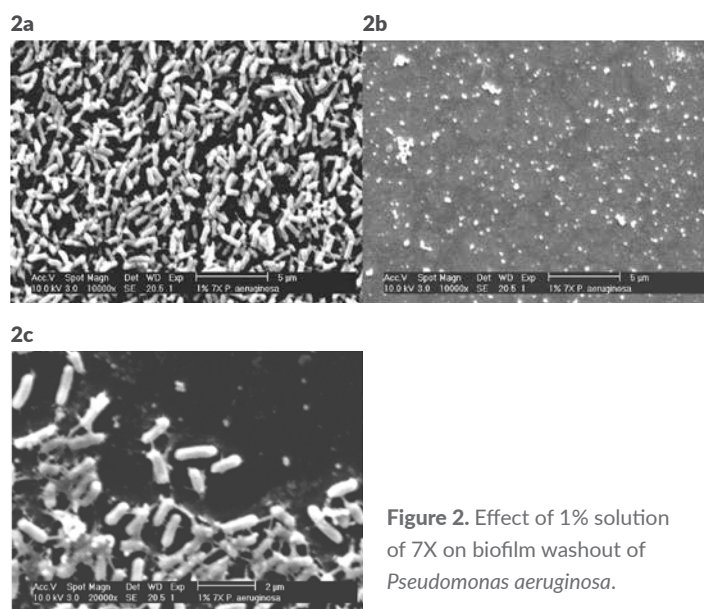 2a
2b
Acc.V Spot Magn Det WD Exp 5 µm
10.0 kV 3.0 10000x SE 20.5 1 1% 7X P. aeruginosa
Acc.V Spot Magn Det WD Exp 5 µm
10.0 kV 3.0 10000x SE 20.5 1 1% 7X P. aeruginosa
2c
Acc.V Spot Magn Det WD Exp 2 µm
10.0 kV 3.0 20000x SE 20.5 1 1% 7X P. aeruginosa
Figure 2. Effect of 1% solution
of 7X on biofilm washout of
Pseudomonas aeruginosa.